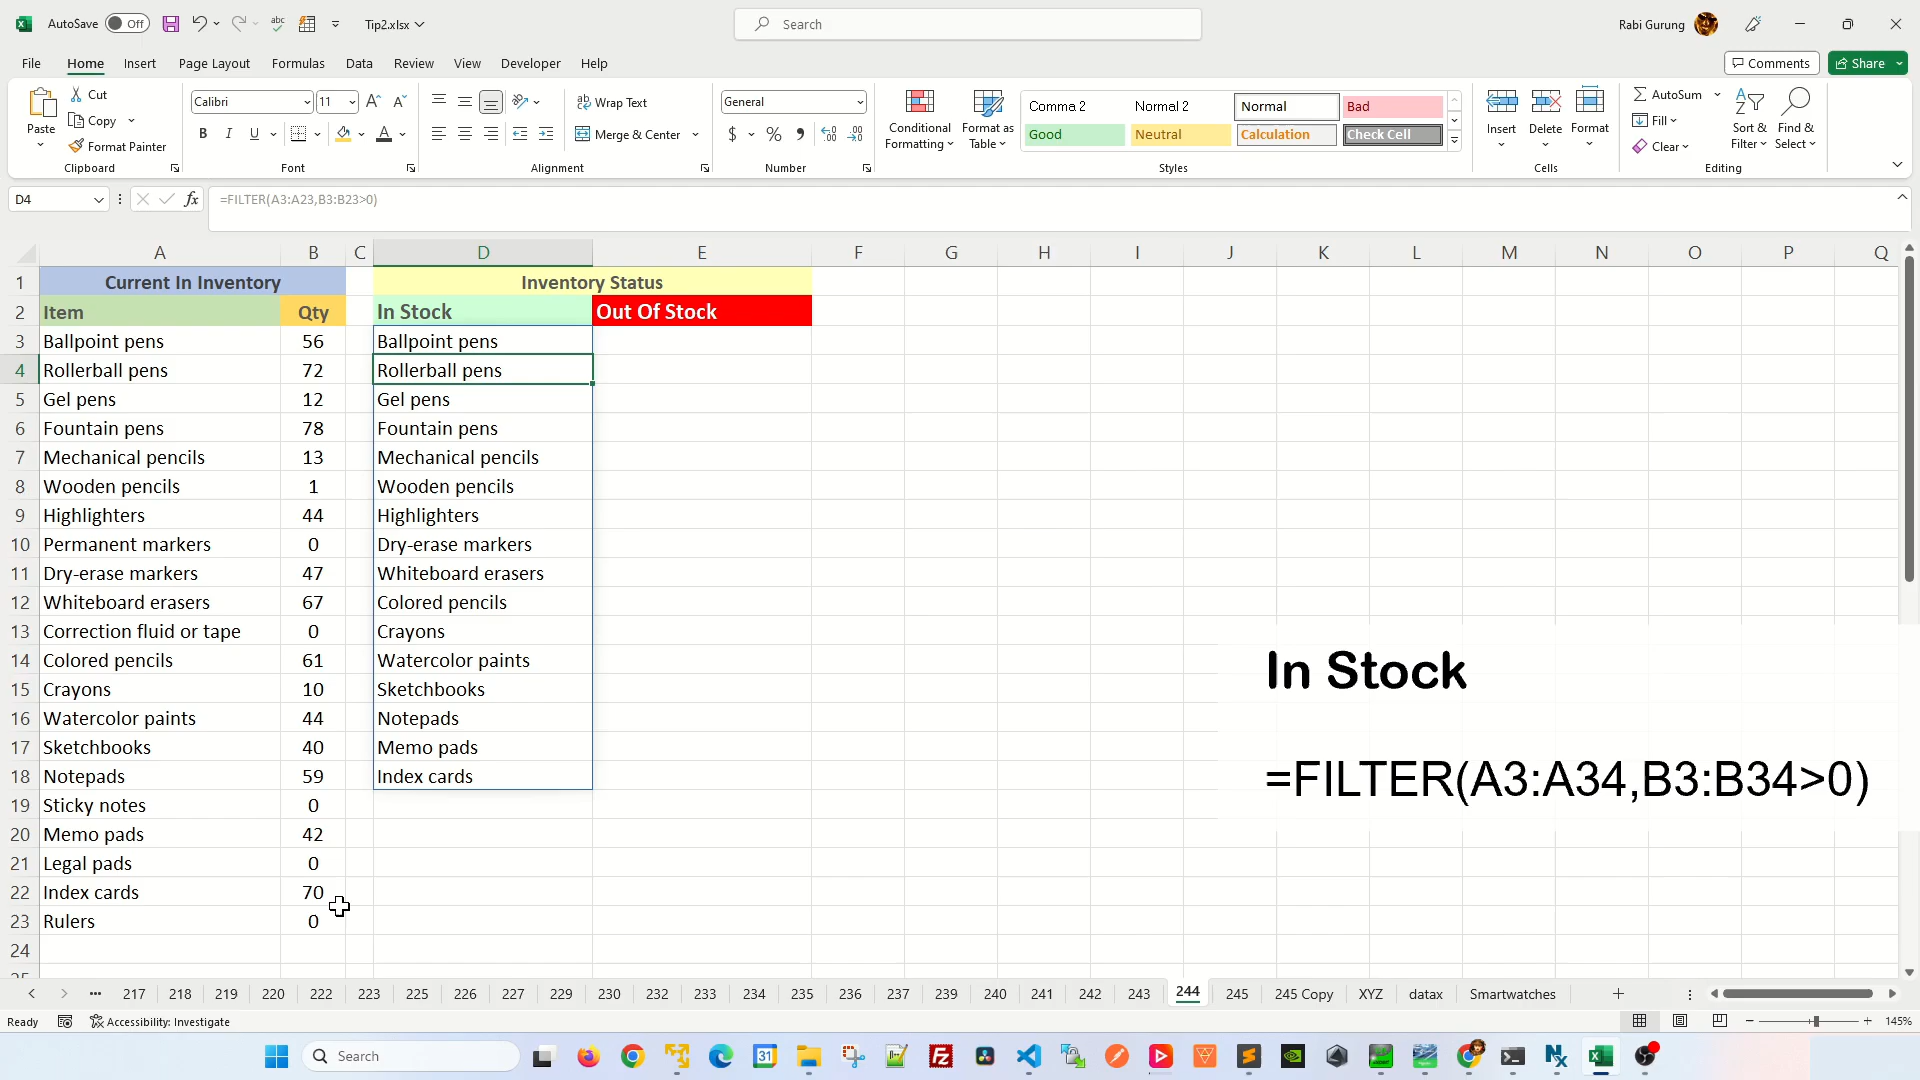 AutoSave Off Tip2.xlsx Search Rabi Gurung
File Home Insert Page Layout Formulas Data Review View Developer Help Comments Share
Paste Cut Copy Format Painter Clipboard
Calibri 11 B I U A Font
Wrap Text Merge & Center Alignment
General $ % , Number
Conditional Formatting Format as Table
Comma 2 Normal 2 Normal Bad
Good Neutral Calculation Check Cell
Styles
Insert Delete Format Cells
AutoSum Fill Clear Sort & Filter Find & Select Editing
D4 fx =FILTER(A3:A23,B3:B23>0)
A B C D E F G H I J K L M N O P Q
1 Current In Inventory Inventory Status
2 Item Qty In Stock Out Of Stock
3 Ballpoint pens 56 Ballpoint pens
4 Rollerball pens 72 Rollerball pens
5 Gel pens 12 Gel pens
6 Fountain pens 78 Fountain pens
7 Mechanical pencils 13 Mechanical pencils
8 Wooden pencils 1 Wooden pencils
9 Highlighters 44 Highlighters
10 Permanent markers 0 Dry-erase markers
11 Dry-erase markers 47 Whiteboard erasers
12 Whiteboard erasers 67 Colored pencils
13 Correction fluid or tape 0 Crayons
14 Colored pencils 61 Watercolor paints
15 Crayons 10 Sketchbooks
16 Watercolor paints 44 Notepads
17 Sketchbooks 40 Memo pads
18 Notepads 59 Index cards
19 Sticky notes 0
20 Memo pads 42
21 Legal pads 0
22 Index cards 70
23 Rulers 0
24
In Stock
=FILTER(A3:A34,B3:B34>0)
217 218 219 220 222 223 225 226 227 229 230 232 233 234 235 236 237 239 240 241 242 243 244 245 245 Copy XYZ datax Smartwatches
Ready Accessibility: Investigate 145%
Search